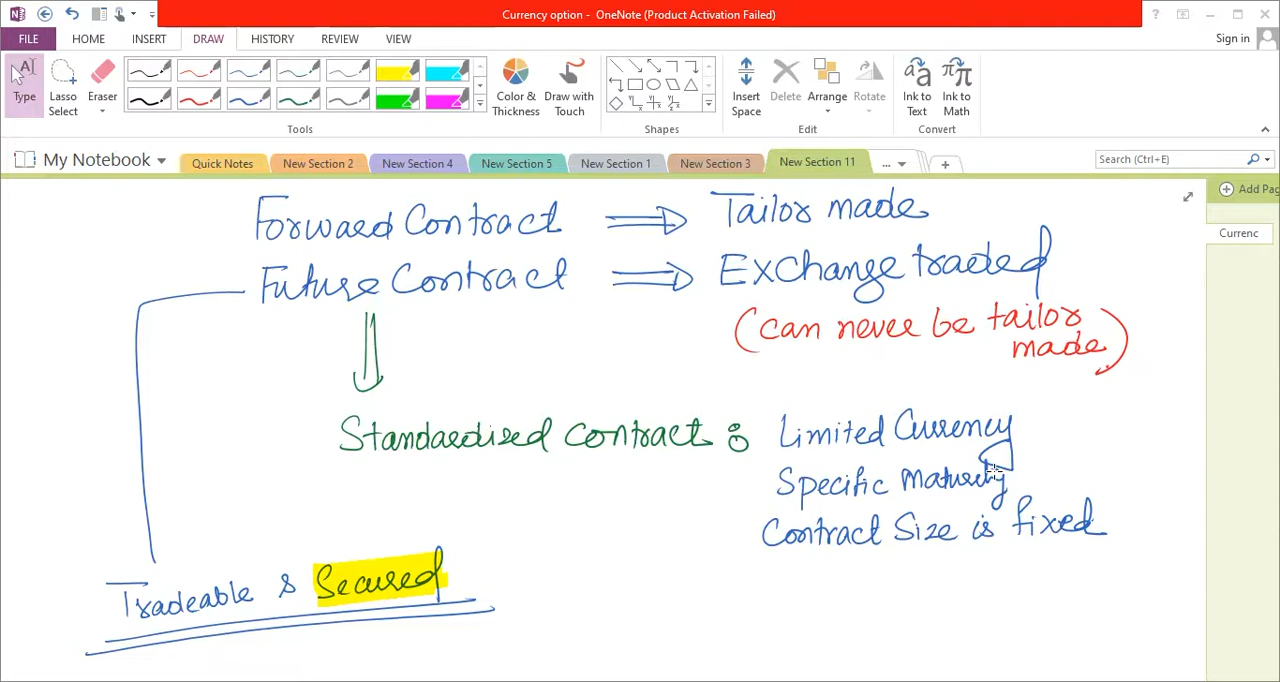 Currency option - OneNote (Product Activation Failed)
Sign in
FILE HOME INSERT DRAW HISTORY REVIEW VIEW
Type
Lasso Select
Eraser
Color & Thickness
Draw with Touch
Insert Space
Delete
Arrange
Rotate
Ink to Text
Ink to Math
Tools
Shapes
Edit
Convert
My Notebook
Quick Notes New Section 2 New Section 4 New Section 5 New Section 1 New Section 3 New Section 11 ...
Search (Ctrl+E)
Add Pag
Currenc
Forward Contract ⇒ Tailor made
Future Contract ⇒ Exchange traded
(can never be tailor
made)
Standardized contract : Limited Currency
Specific Maturity
Contract Size is fixed
Tradeable & Secured